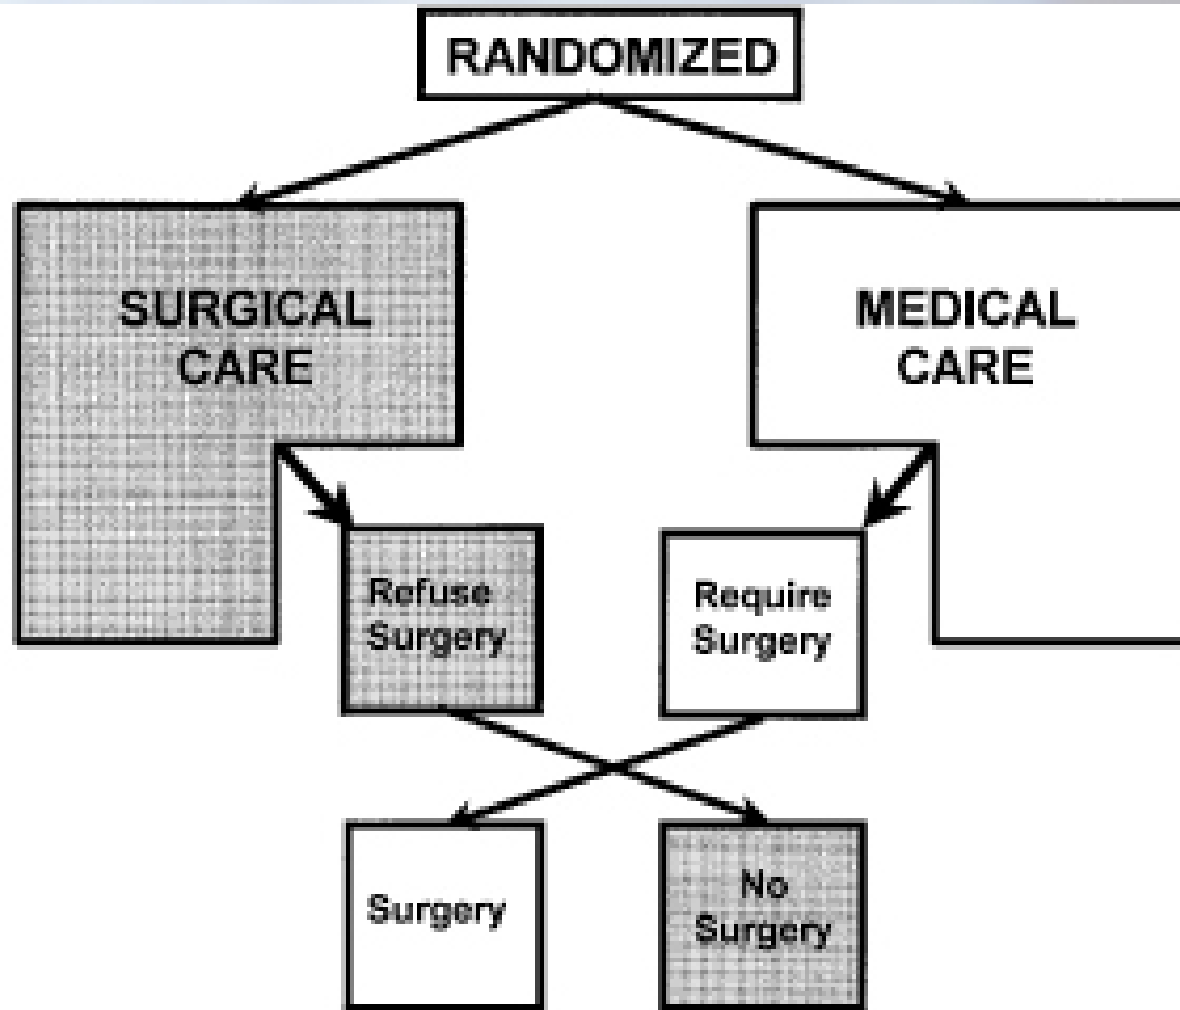 RANDOMIZED
SURGICAL
CARE
MEDICAL
CARE
Refuse
Surgery
Require
Surgery
Surgery
No
Surgery